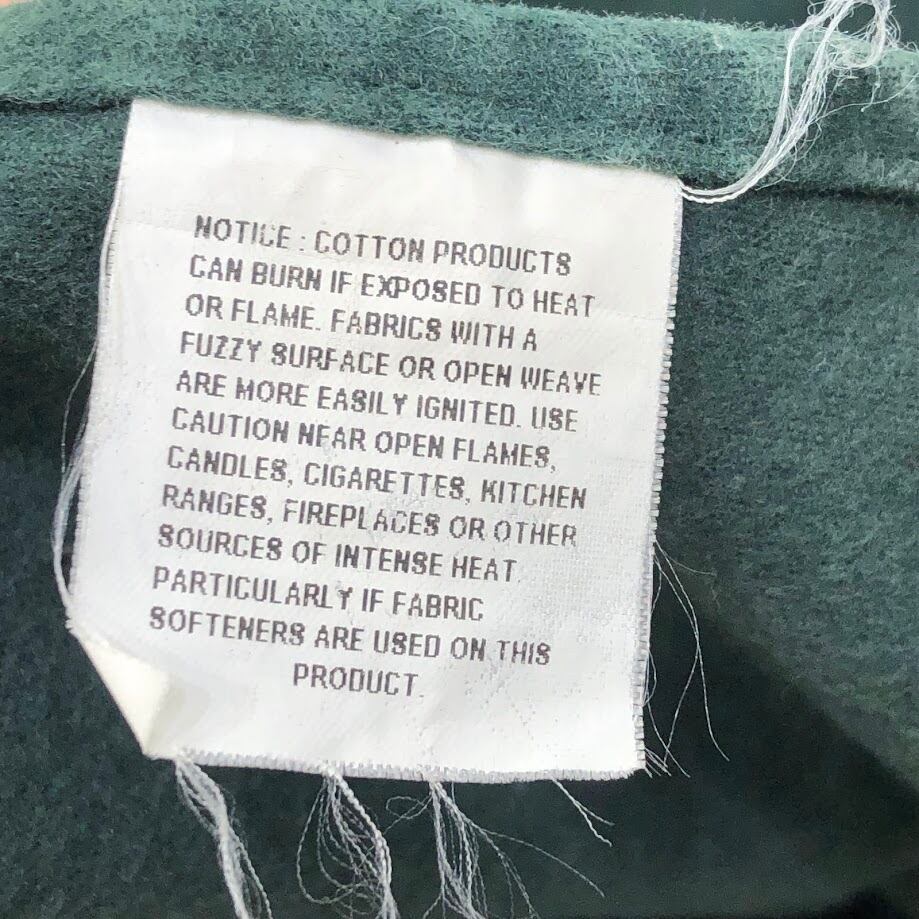 NOTICE : COTTON PRODUCTS
CAN BURN IF EXPOSED TO HEAT
OR FLAME. FABRICS WITH A
FUZZY SURFACE OR OPEN WEAVE
ARE MORE EASILY IGNITED. USE
CAUTION NEAR OPEN FLAMES,
CANDLES, CIGARETTES, KITCHEN
RANGES, FIREPLACES OR OTHER
SOURCES OF INTENSE HEAT
PARTICULARLY IF FABRIC
SOFTENERS ARE USED ON THIS
PRODUCT.